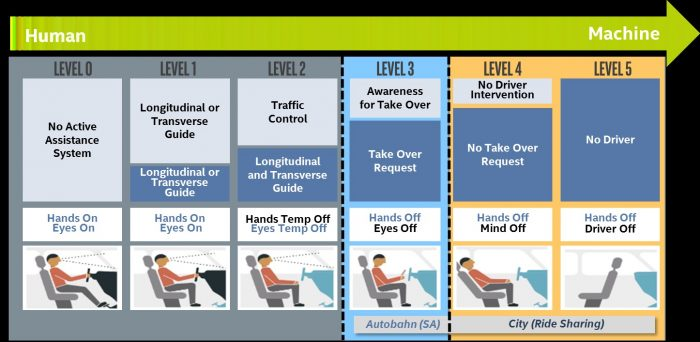 Human
Machine
LEVEL 0
LEVEL 1
LEVEL 2
LEVEL 3
LEVEL 4
LEVEL 5
No Active
Assistance
System
Longitudinal or
Transverse
Guide
Longitudinal or
Transverse
Guide
Traffic
Control
Longitudinal
and Transverse
Guide
Awareness
for Take Over
Take Over
Request
No Driver
Intervention
No Take Over
Request
No Driver
Hands On
Eyes On
Hands On
Eyes On
Hands Temp Off
Eyes Temp Off
Hands Off
Eyes Off
Hands Off
Mind Off
Hands Off
Driver Off
Autobahn (SA)
City (Ride Sharing)